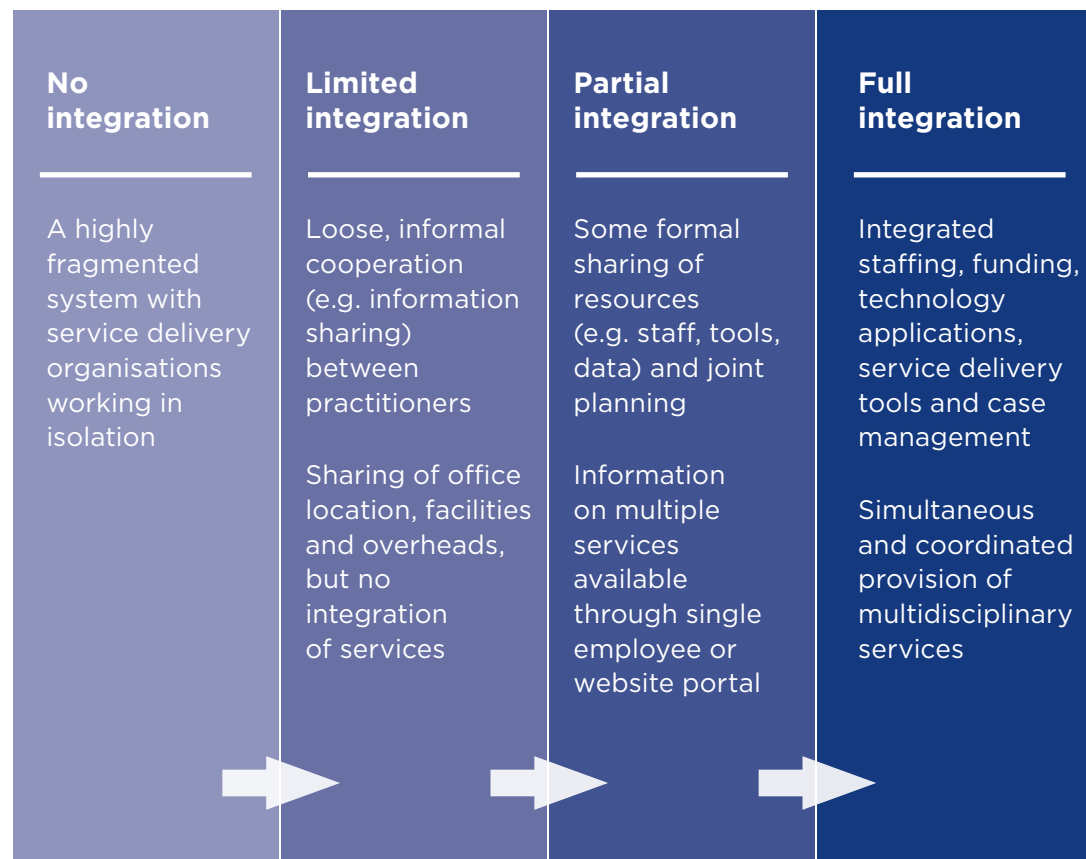 No
integration
A highly
fragmented
system with
service delivery
organisations
working in
isolation
Limited
integration
Loose, informal
cooperation
(e.g. information
sharing)
between
practitioners
Sharing of office
location, facilities
and overheads,
but no
integration
of services
Partial
integration
Some formal
sharing of
resources
(e.g. staff, tools,
data) and joint
planning
Information
on multiple
services
available
through single
employee or
website portal
Full
integration
Integrated
staffing, funding,
technology
applications,
service delivery
tools and case
management
Simultaneous
and coordinated
provision of
multidisciplinary
services